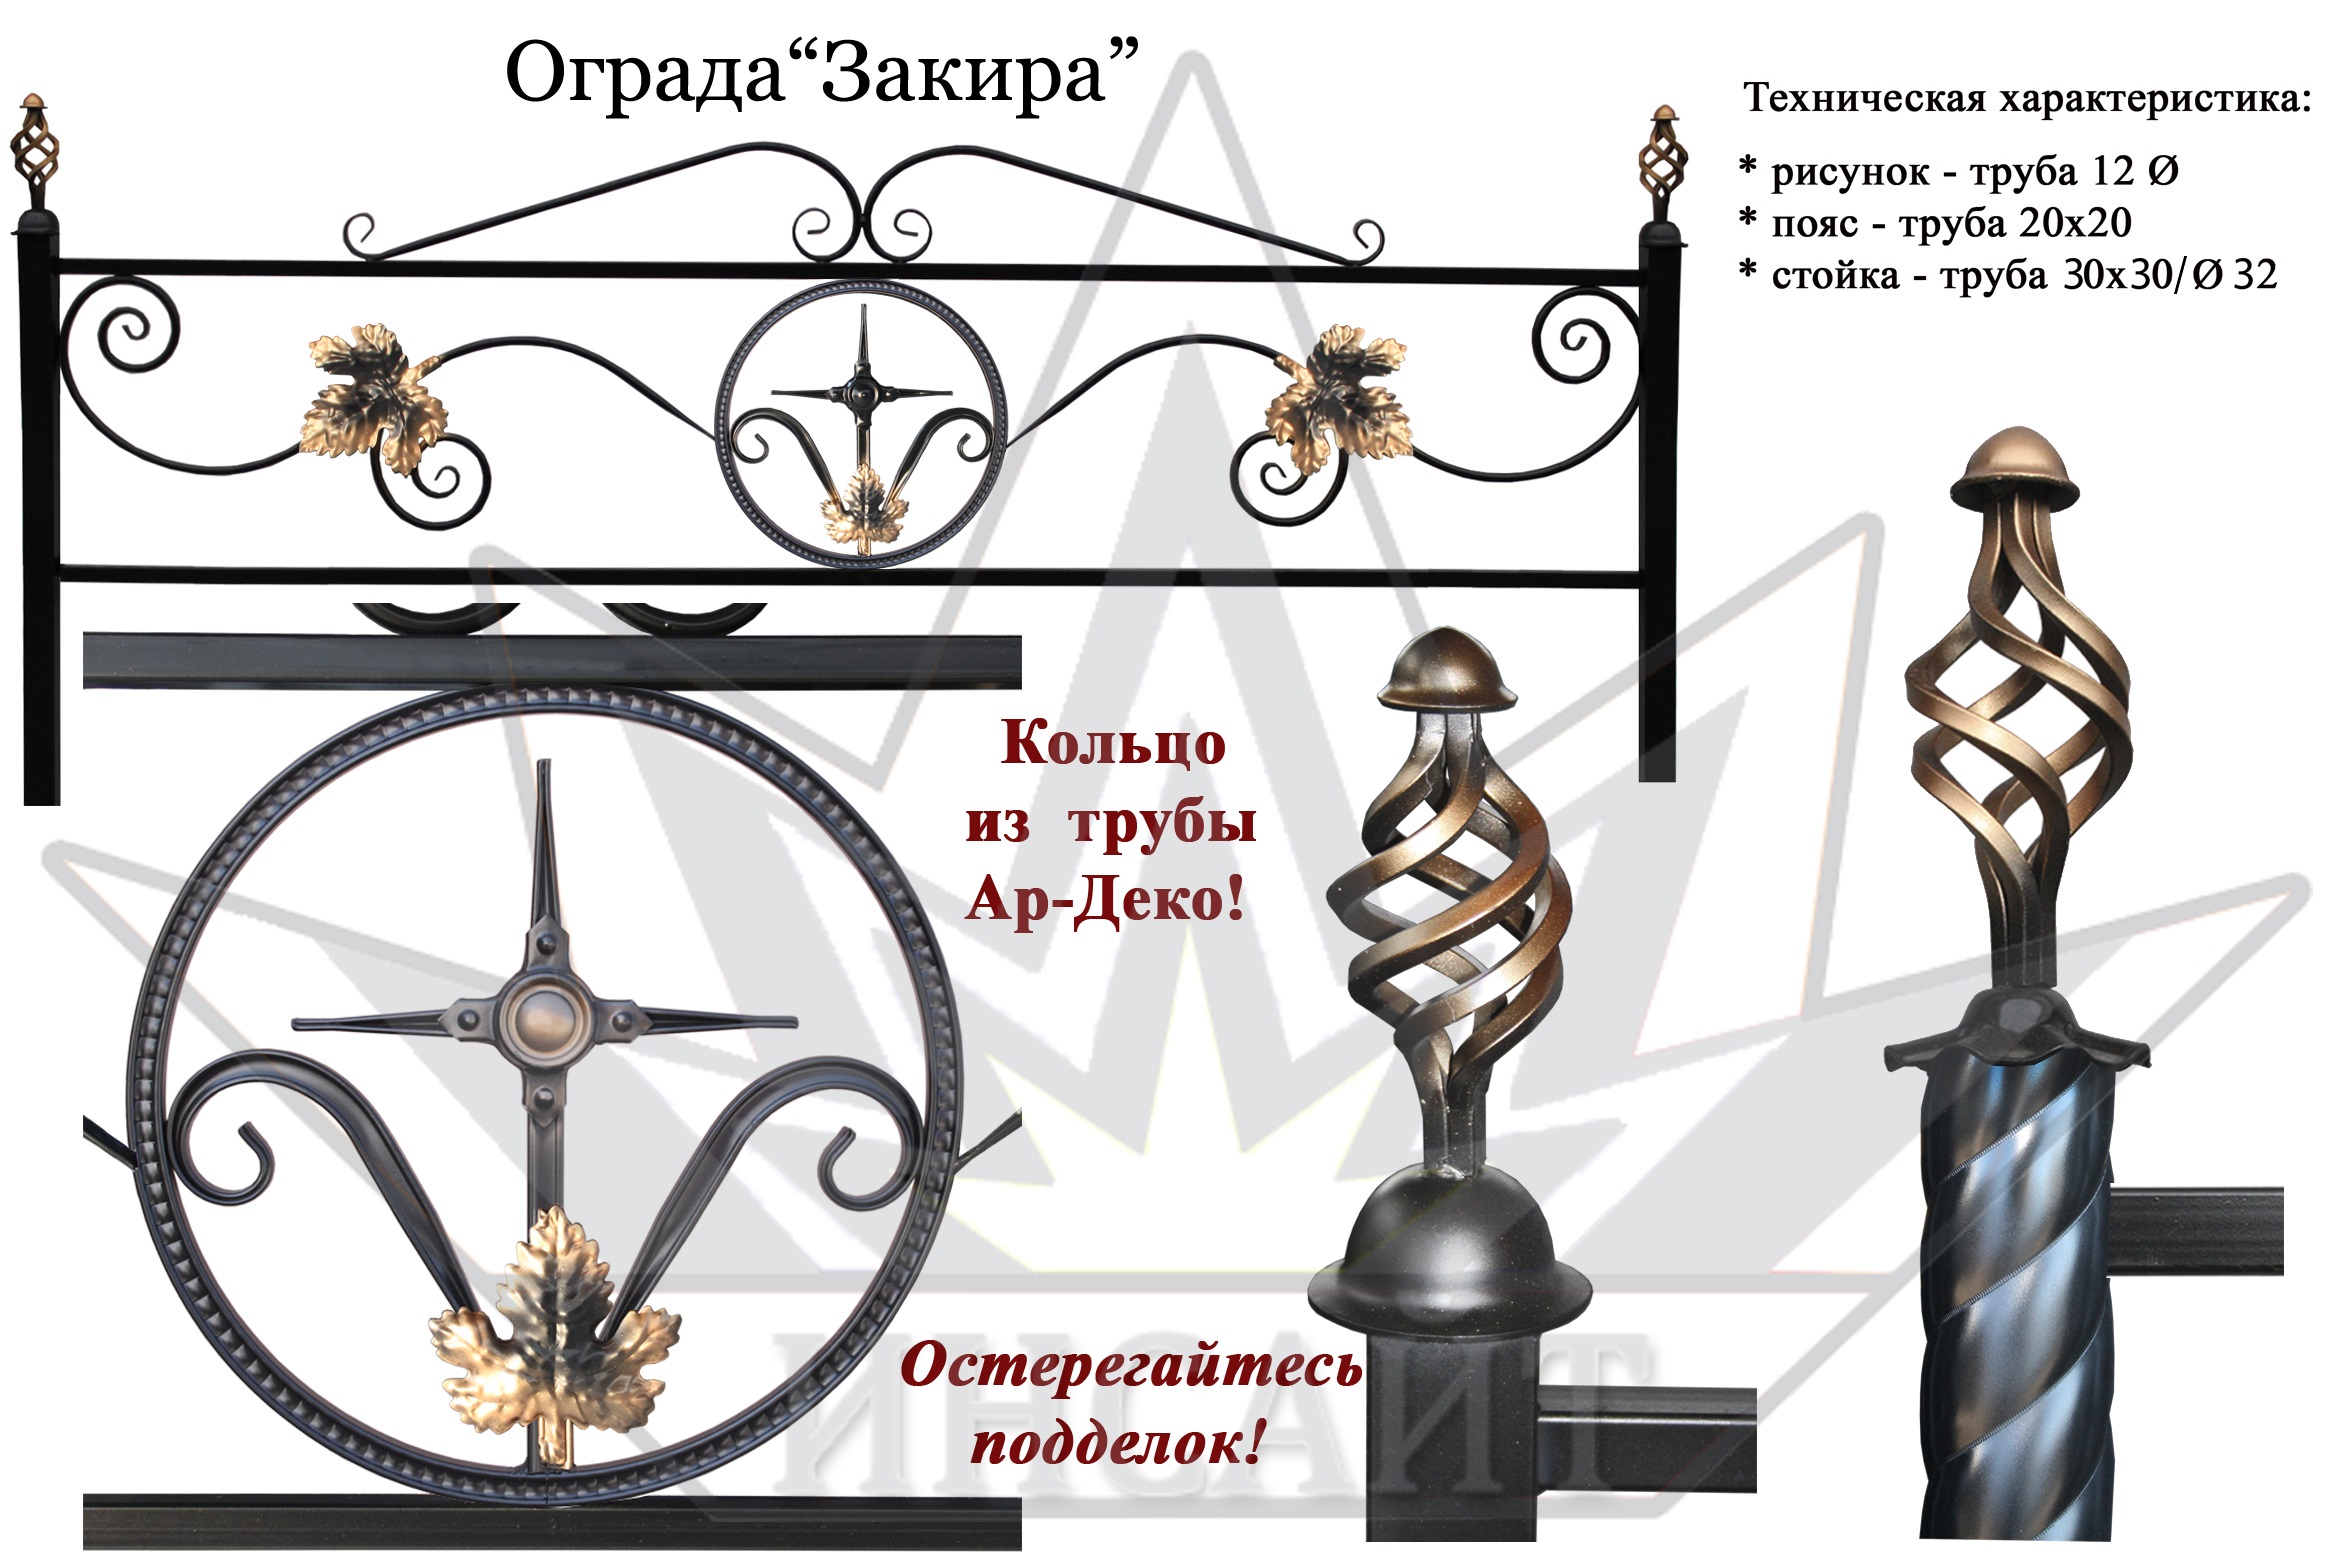 Ограда“Закира”
Техническая характеристика:
* рисунок - труба 12 Ø
* пояс - труба 20х20
* стойка - труба 30х30/Ø 32
Кольцо
из трубы
Ар-Деко!
Остерегайтесь
подделок!
ИНСАЙТ